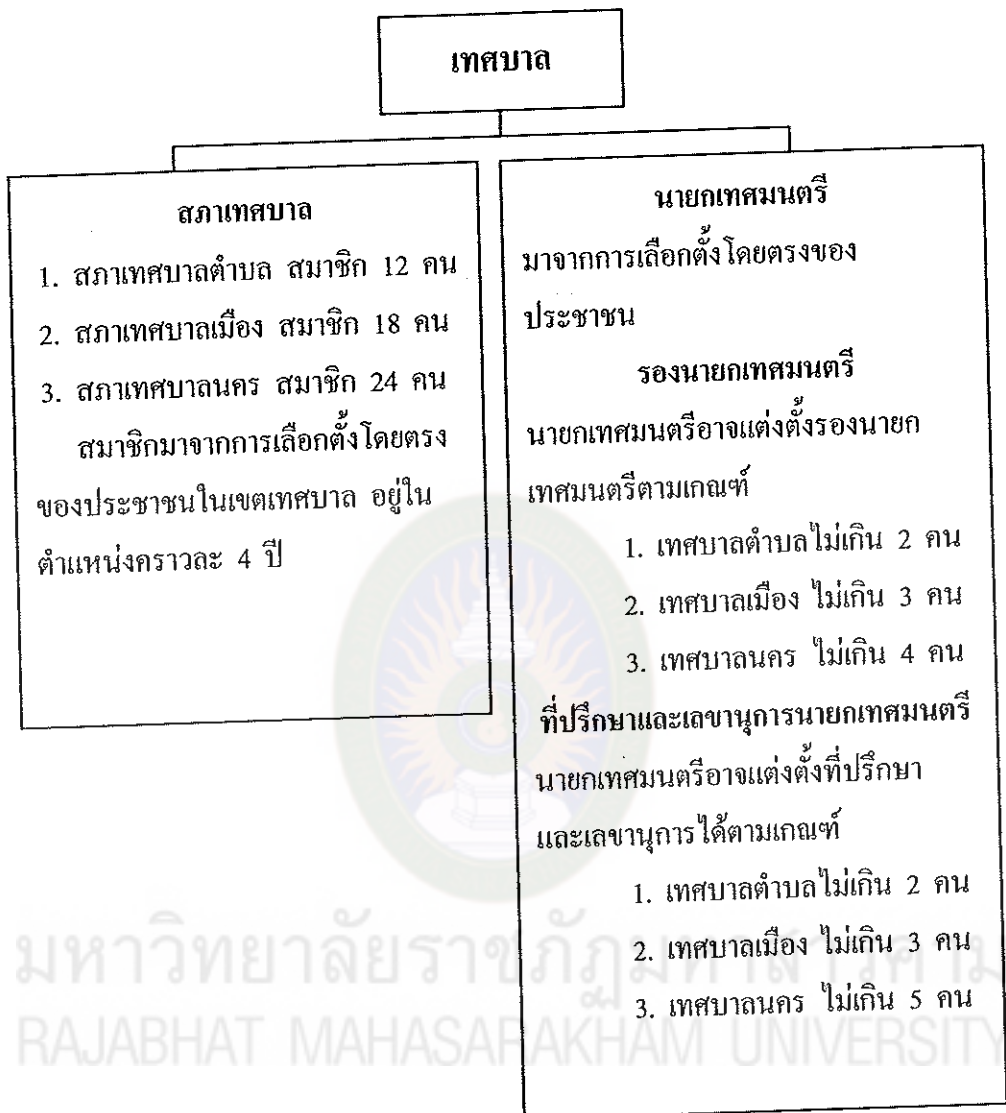 เทศบาล
สภาเทศบาล
1. สภาเทศบาลตำบล สมาชิก 12 คน
2. สภาเทศบาลเมือง สมาชิก 18 คน
3. สภาเทศบาลนคร สมาชิก 24 คน
สมาชิกมาจากการเลือกตั้งโดยตรง
ของประชาชนในเขตเทศบาล อยู่ใน
ตำแหน่งคราวละ 4 ปี
นายกเทศมนตรี
มาจากการเลือกตั้งโดยตรงของ
ประชาชน
รองนายกเทศมนตรี
นายกเทศมนตรีอาจแต่งตั้งรองนายก
เทศมนตรีตามเกณฑ์
1. เทศบาลตำบลไม่เกิน 2 คน
2. เทศบาลเมือง ไม่เกิน 3 คน
3. เทศบาลนคร ไม่เกิน 4 คน
ที่ปรึกษาและเลขานุการนายกเทศมนตรี
นายกเทศมนตรีอาจแต่งตั้งที่ปรึกษา
และเลขานุการได้ตามเกณฑ์
1. เทศบาลตำบลไม่เกิน 2 คน
2. เทศบาลเมือง ไม่เกิน 3 คน
3. เทศบาลนคร ไม่เกิน 5 คน
มหาวิทยาลัยราชภัฏมหาสารคาม
RAJABHAT MAHASARAKHAM UNIVERSITY